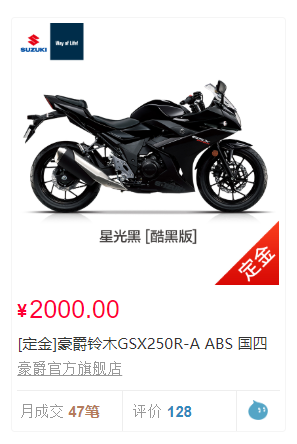 SUZUKI
Way of Life!
星光黑 [酷黑版]
定金
¥2000.00
[定金]豪爵铃木GSX250R-A ABS 国四
豪爵官方旗舰店
月成交 47笔
评价 128